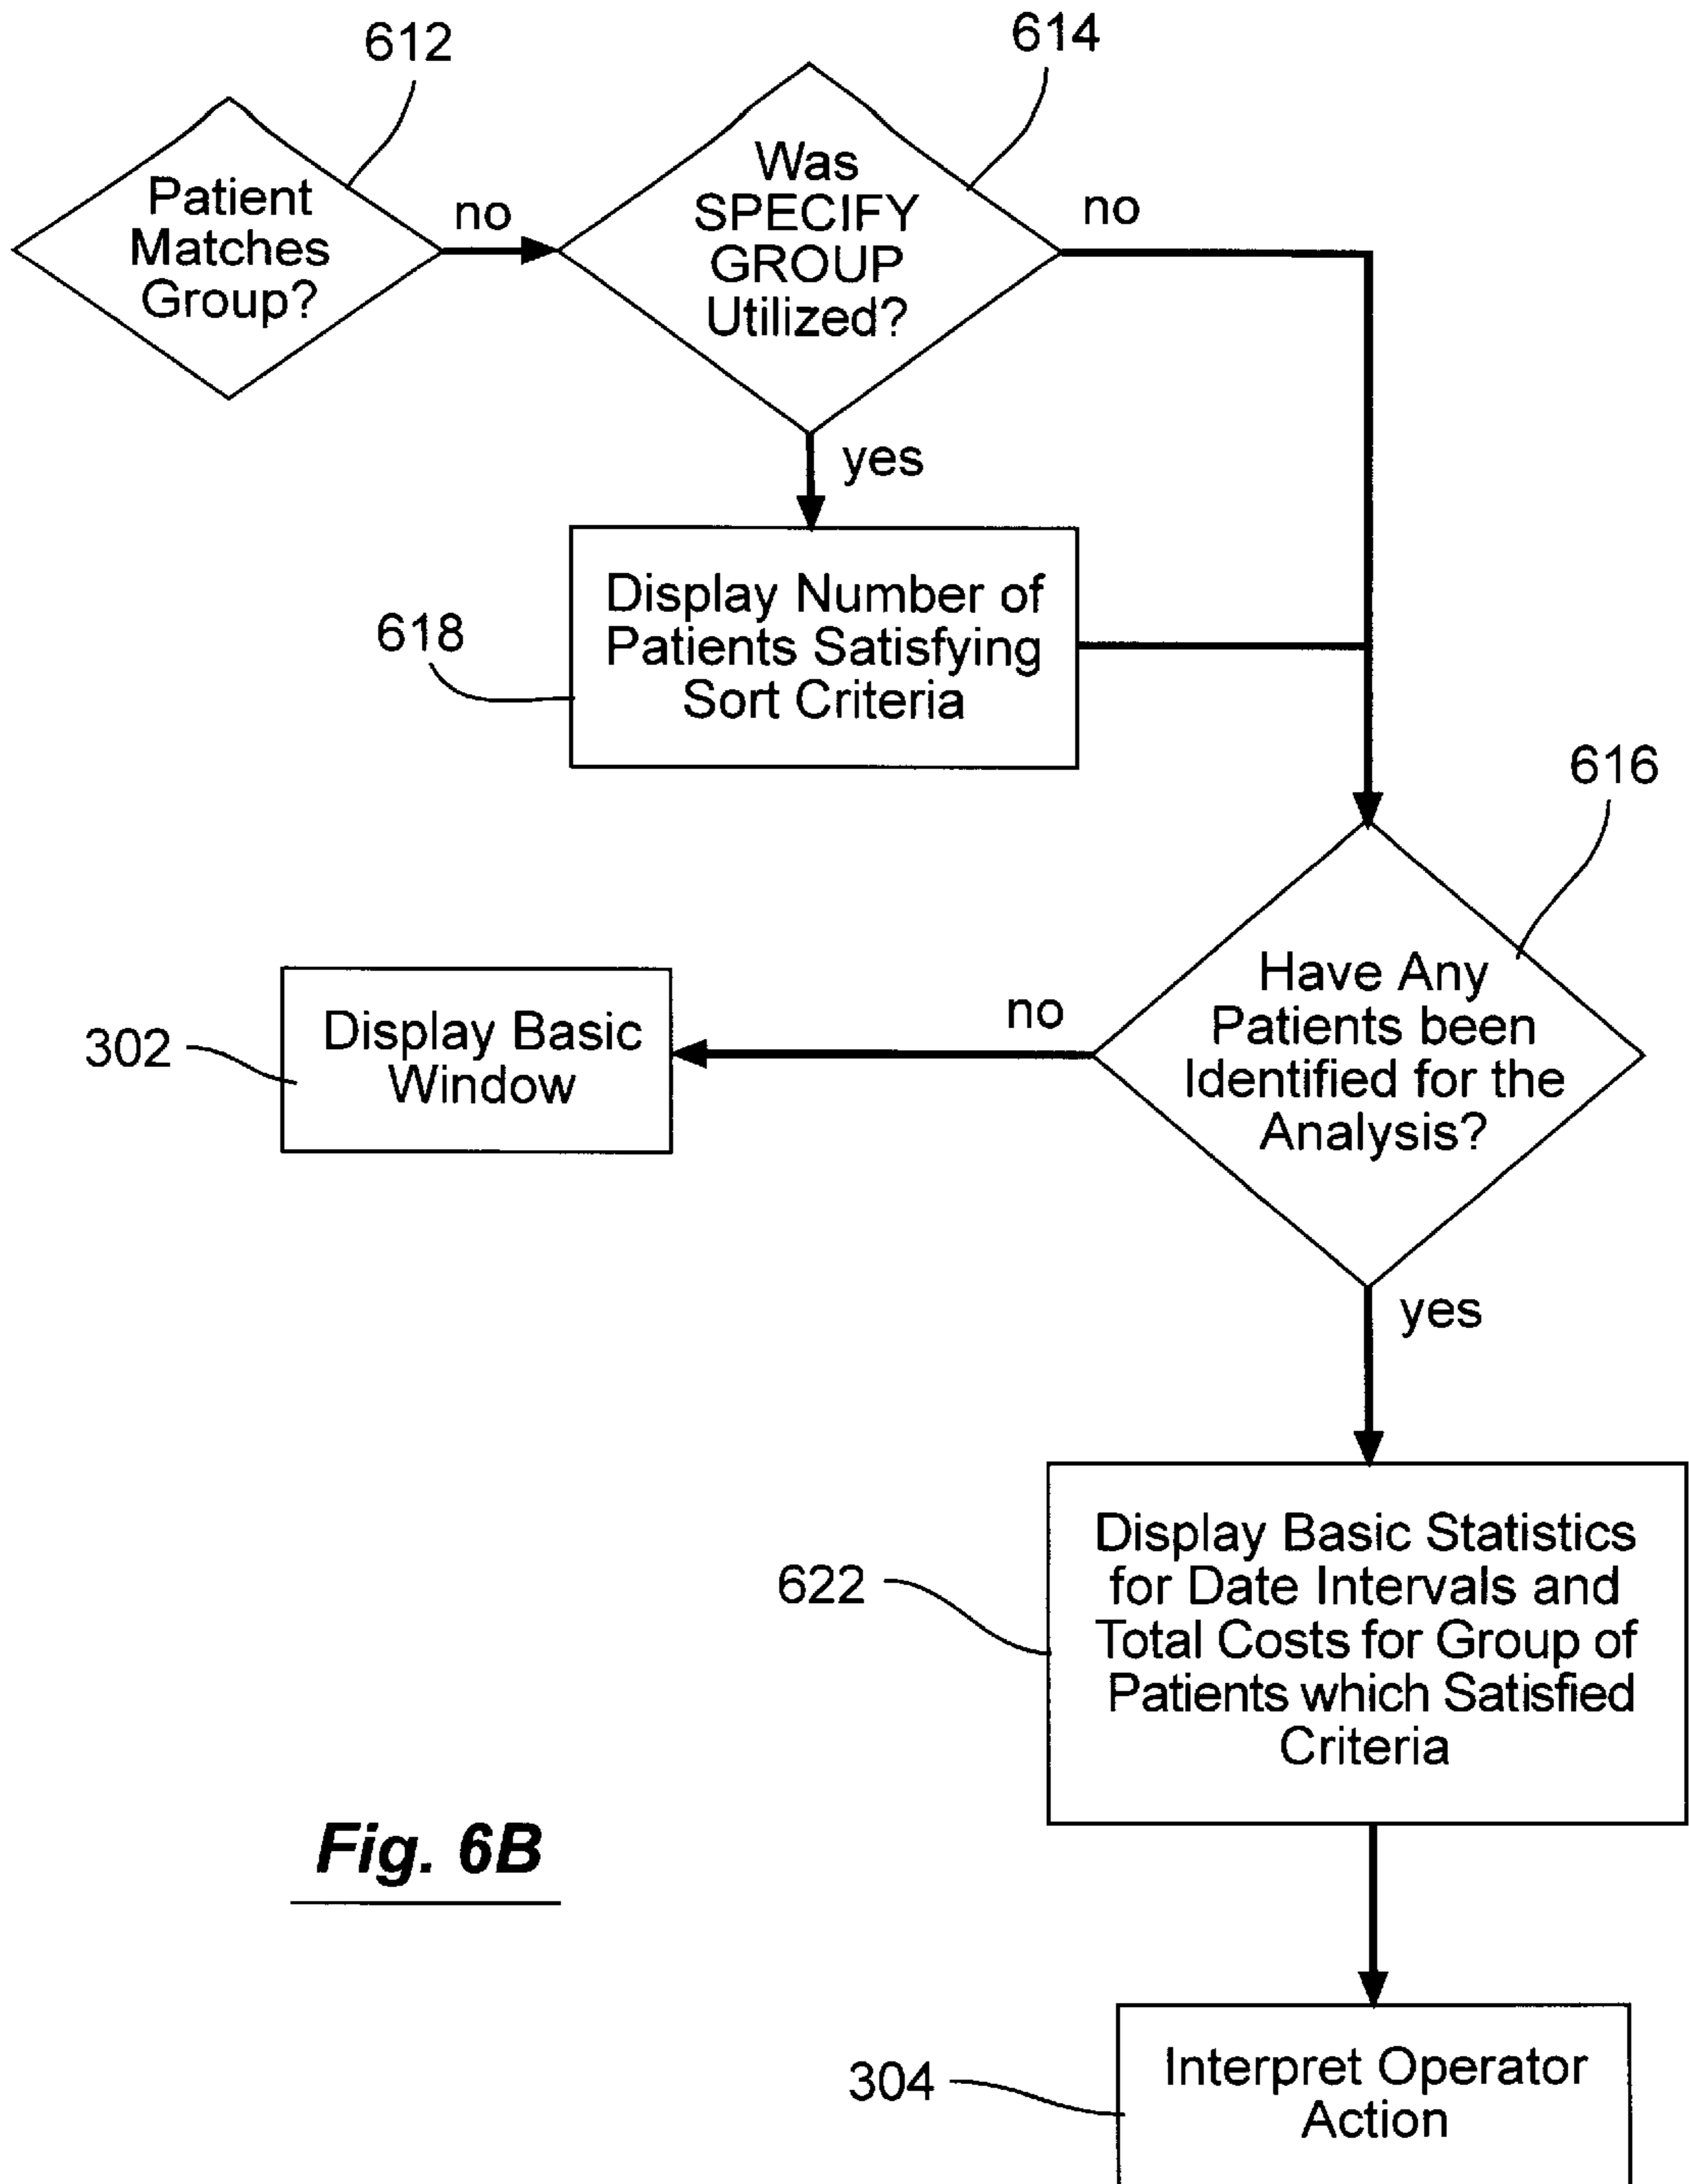 612
614
Patient
Matches
Group?
no
Was
SPECIFY
GROUP
Utilized?
no
yes
618
Display Number of
Patients Satisfying
Sort Criteria
616
302
Display Basic
Window
no
Have Any
Patients been
Identified for the
Analysis?
yes
622
Display Basic Statistics
for Date Intervals and
Total Costs for Group of
Patients which Satisfied
Criteria
Fig. 6B
304
Interpret Operator
Action